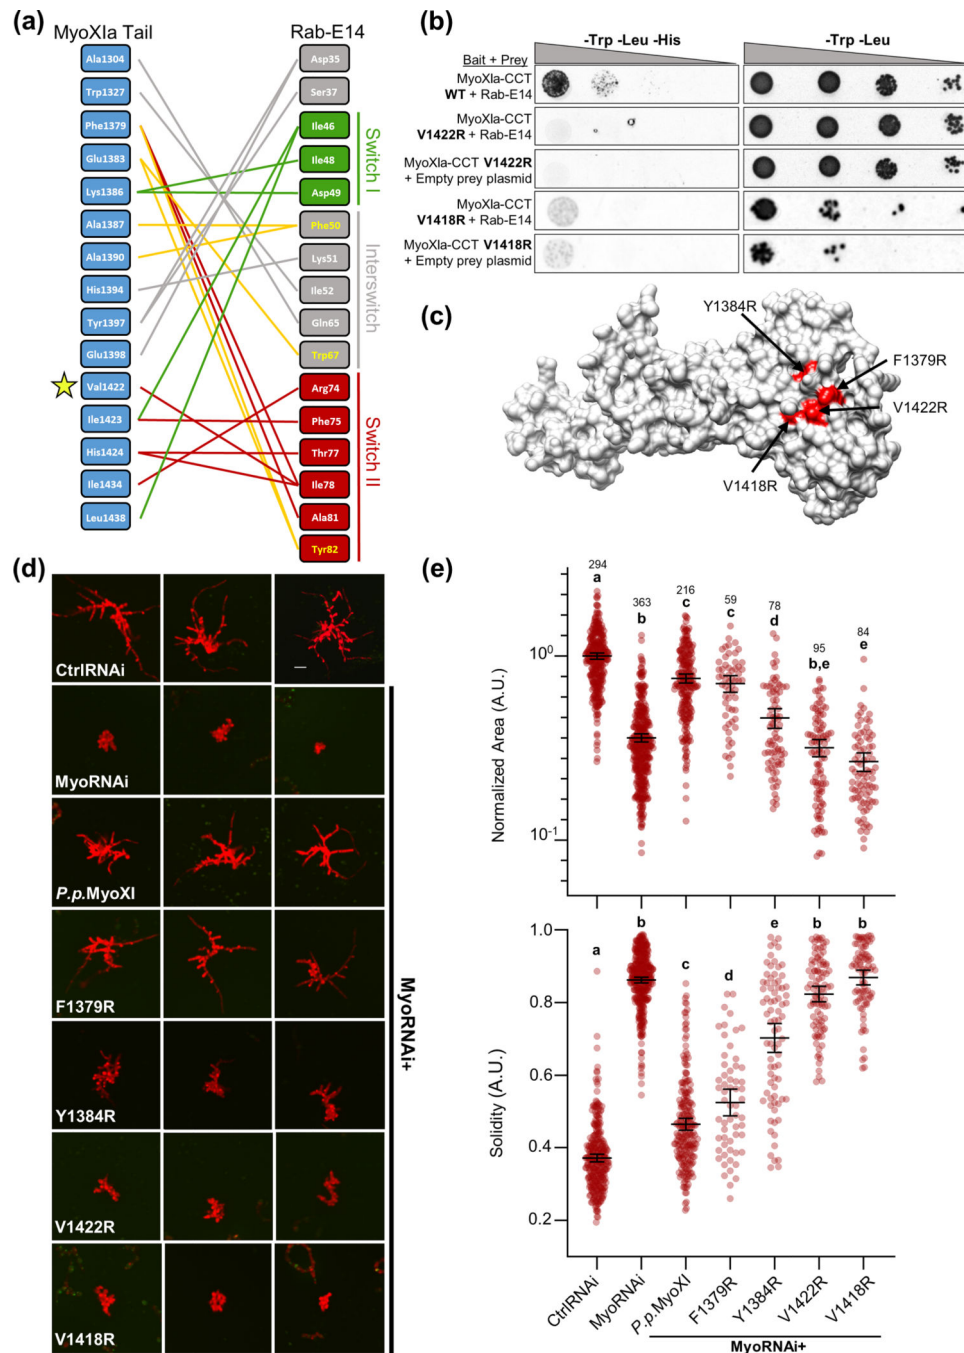 (a)
MyoXIa Tail
Rab-E14
Ala1304
Trp1327
Phe1379
Glu1383
Lys1386
Ala1387
Ala1390
His1394
Tyr1397
Glu1398
Val1422
Ile1423
His1424
Ile1434
Leu1438
Asp35
Ser37
Ile46
Ile48
Asp49
Phe50
Lys51
Ile52
Gln65
Trp67
Arg74
Phe75
Thr77
Ile78
Ala81
Tyr82
Switch I
Interswitch
Switch II
(b)
-Trp -Leu -His
-Trp -Leu
Bait + Prey
MyoXIa-CCT
WT + Rab-E14
MyoXIa-CCT
V1422R + Rab-E14
MyoXIa-CCT V1422R
+ Empty prey plasmid
MyoXIa-CCT
V1418R + Rab-E14
MyoXIa-CCT V1418R
+ Empty prey plasmid
(c)
Y1384R
F1379R
V1422R
V1418R
(d)
CtrlRNAi
MyoRNAi
P.p.MyoXI
F1379R
Y1384R
V1422R
V1418R
MyoRNAi+
(e)
Normalized Area (A.U.)
10⁰
10⁻¹
294
a
363
b
216
c
59
c
78
d
95
b,e
84
e
Solidity (A.U.)
1.0
0.8
0.6
0.4
0.2
a
b
c
d
e
b
b
CtrlRNAi
MyoRNAi
P.p.MyoXI
F1379R
Y1384R
V1422R
V1418R
MyoRNAi+